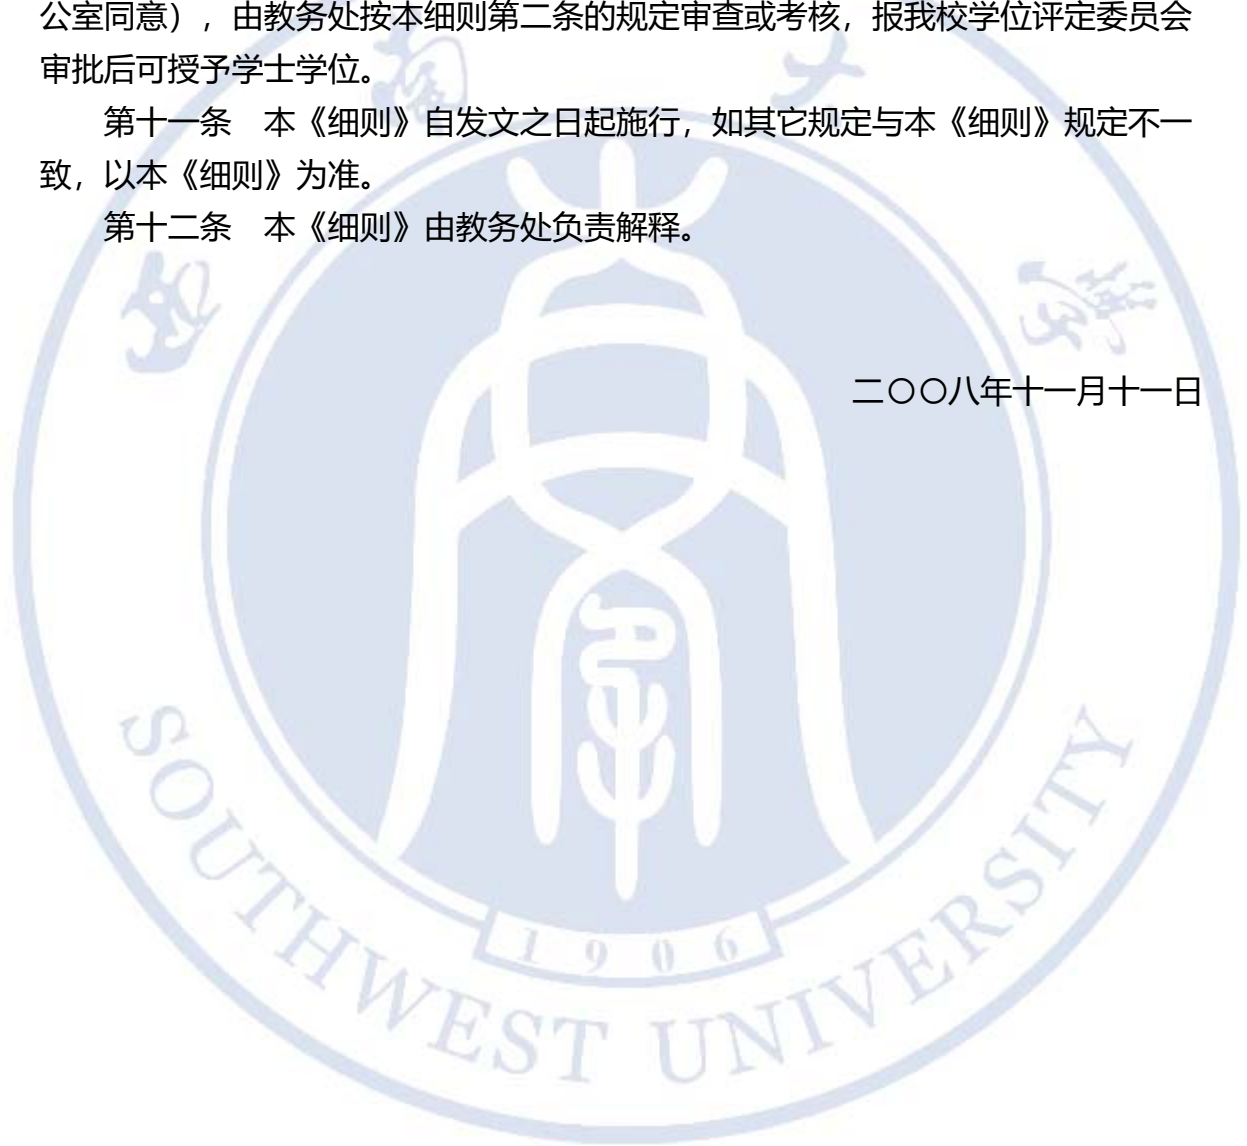 公室同意），由教务处按本细则第二条的规定审查或考核，报我校学位评定委员会
审批后可授予学士学位。
第十一条　本《细则》自发文之日起施行，如其它规定与本《细则》规定不一
致，以本《细则》为准。
第十二条　本《细则》由教务处负责解释。
二〇〇八年十一月十一日
西南大学
1906
SOUTHWEST UNIVERSITY